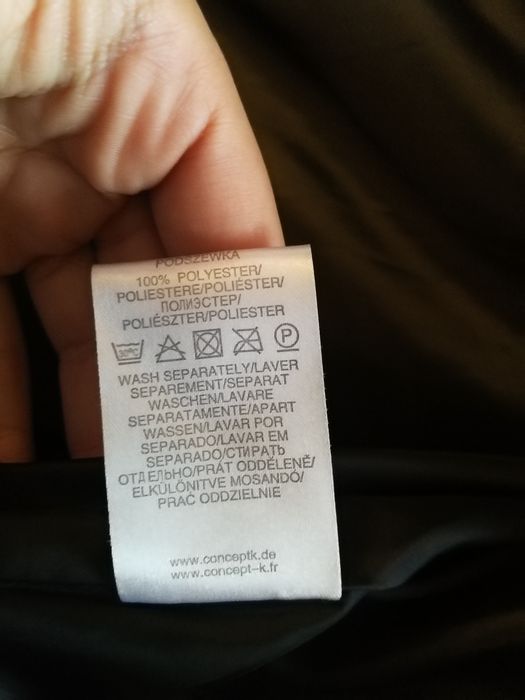 PODSZEWKA
100% POLYESTER/
POLIESTERE/POLIÉSTER/
ПОЛИЭСТЕР/
POLIÉSZTER/POLIESTER
30°C P
WASH SEPARATELY/LAVER
SEPAREMENT/SEPARAT
WASCHEN/LAVARE
SEPARATAMENTE/APART
WASSEN/LAVAR POR
SEPARADO/LAVAR EM
SEPARADO/СТИРАТЬ
ОТДЕЛЬНО/PRÁT ODDĚLENĚ/
ELKÜLÖNITVE MOSANDÓ/
PRAĆ ODDZIELNIE
www.conceptk.de
www.concept-k.fr